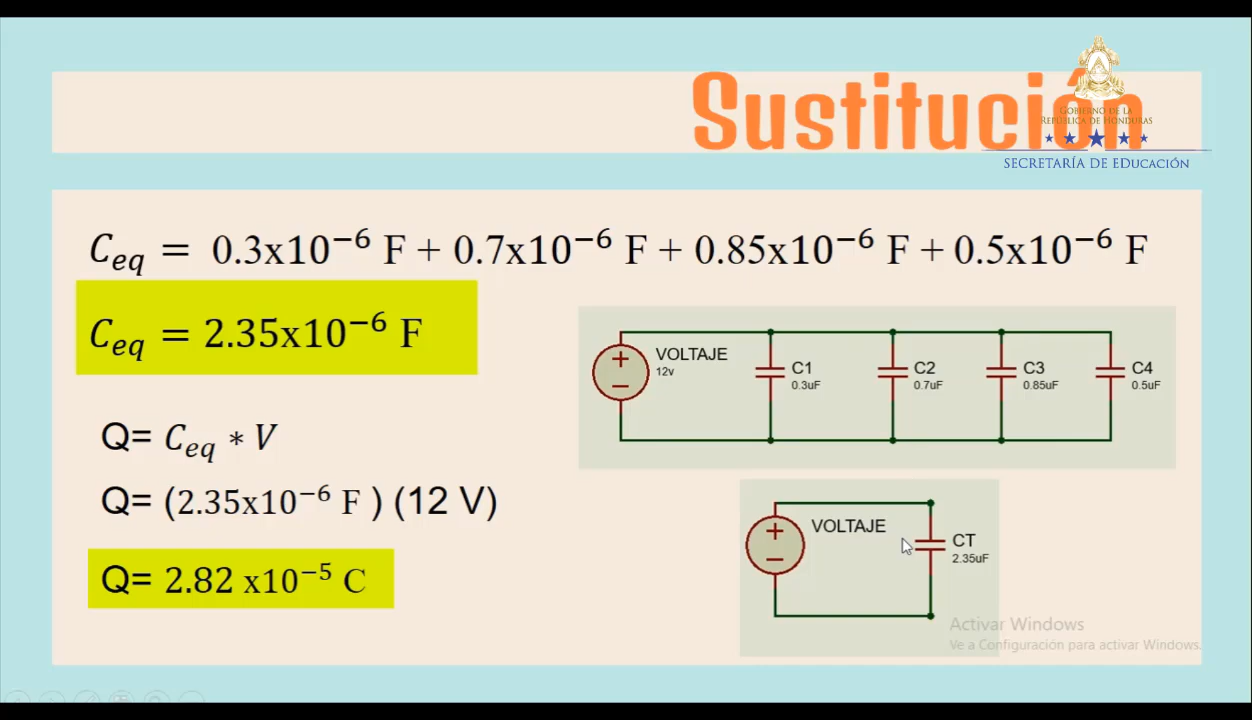 Sustitución
GOBIERNO DE LA
REPÚBLICA DE HONDURAS
SECRETARÍA DE EDUCACIÓN
C_eq = 0.3x10⁻⁶ F + 0.7x10⁻⁶ F + 0.85x10⁻⁶ F + 0.5x10⁻⁶ F
C_eq = 2.35x10⁻⁶ F
Q= C_eq * V
Q= (2.35x10⁻⁶ F ) (12 V)
Q= 2.82 x10⁻⁵ C
+
−
VOLTAJE
12v
C1
0.3uF
C2
0.7uF
C3
0.85uF
C4
0.5uF
+
−
VOLTAJE
CT
2.35uF
Activar Windows
Ve a Configuración para activar Windows.